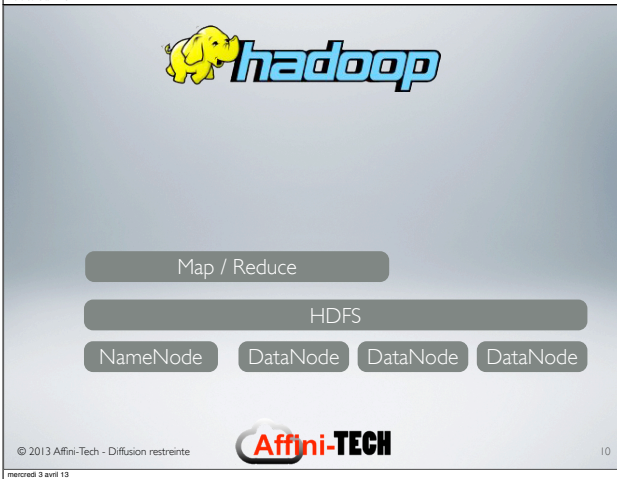 hadoop
Map / Reduce
HDFS
NameNode DataNode DataNode DataNode
© 2013 Affini-Tech - Diffusion restreinte
Affini-TECH
10
mercredi 3 avril 13